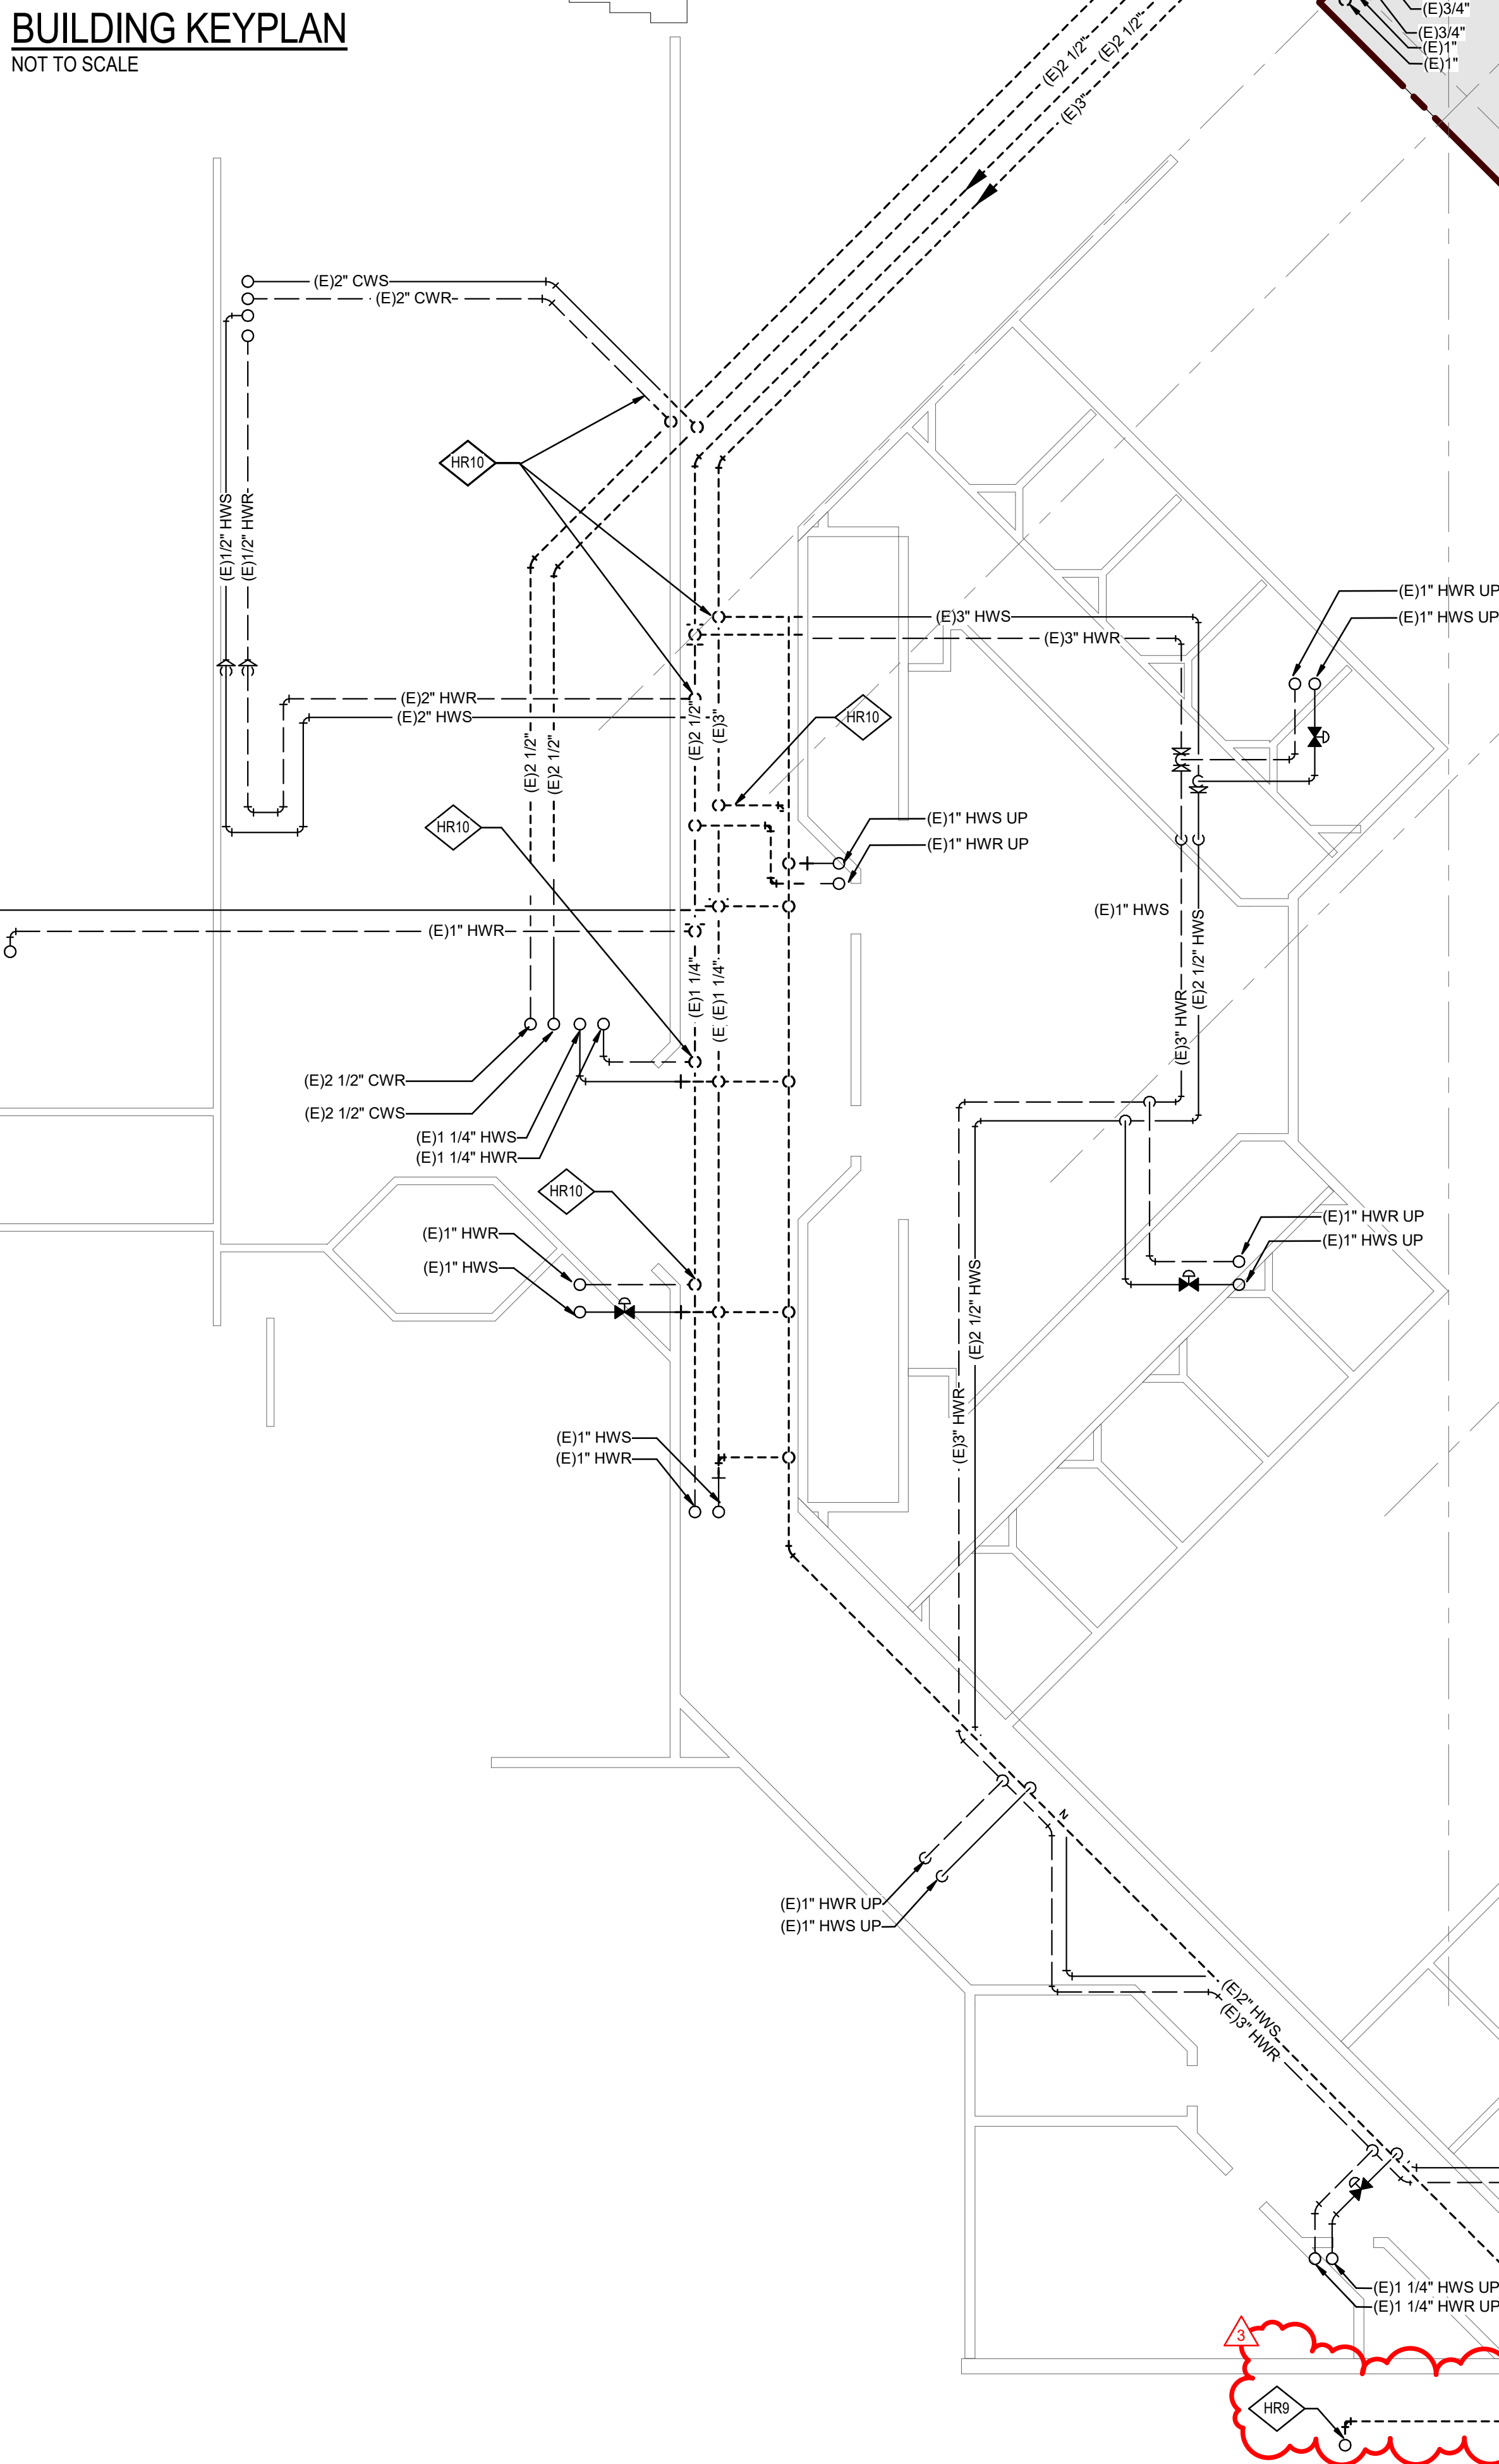 BUILDING KEYPLAN
NOT TO SCALE
(E)3/4"
(E)3/4"
(E)1"
(E)1"
(E)2 1/2"
(E)2 1/2"
(E)3"
(E)2" CWS
(E)2" CWR
HR10
(E)1/2" HWS
(E)1/2" HWR
(E)1" HWR UP
(E)1" HWS UP
(E)3" HWS
(E)3" HWR
(E)2" HWR
(E)2" HWS
(E)2 1/2"
(E)3"
HR10
(E)2 1/2"
(E)2 1/2"
HR10
(E)1" HWS UP
(E)1" HWR UP
(E)1" HWS
(E)1" HWR
(E)2 1/2" HWS
(E)3" HWR
(E)1 1/4"
(E)1 1/4"
(E)2 1/2" CWR
(E)2 1/2" CWS
(E)1 1/4" HWS
(E)1 1/4" HWR
HR10
(E)1" HWR
(E)1" HWS
(E)1" HWR UP
(E)1" HWS UP
(E)2 1/2" HWS
(E)3" HWR
(E)1" HWS
(E)1" HWR
(E)1" HWR UP
(E)1" HWS UP
(E)2" HWS
(E)3" HWR
(E)1 1/4" HWS UP
(E)1 1/4" HWR UP
3
HR9